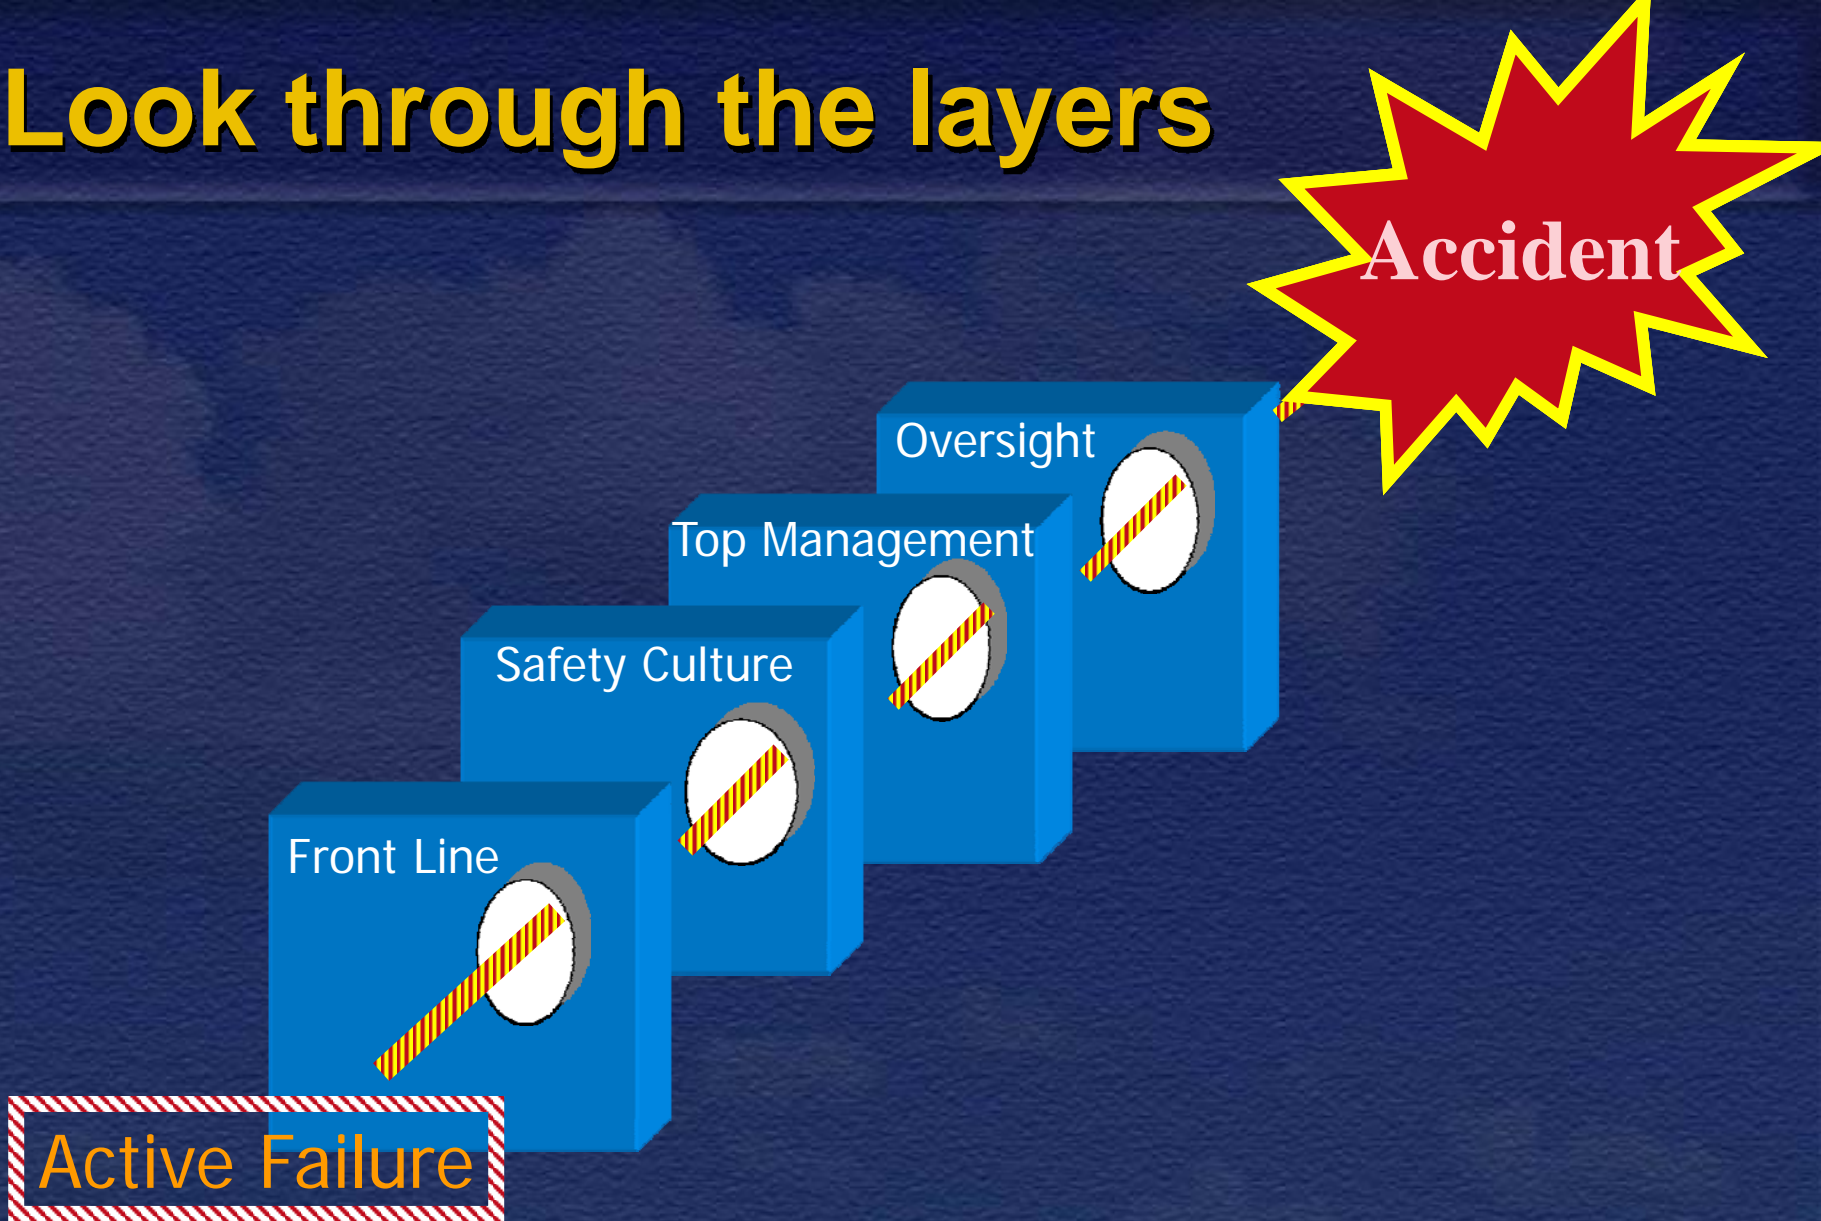 Look through the layers
Accident
Oversight
Top Management
Safety Culture
Front Line
Active Failure